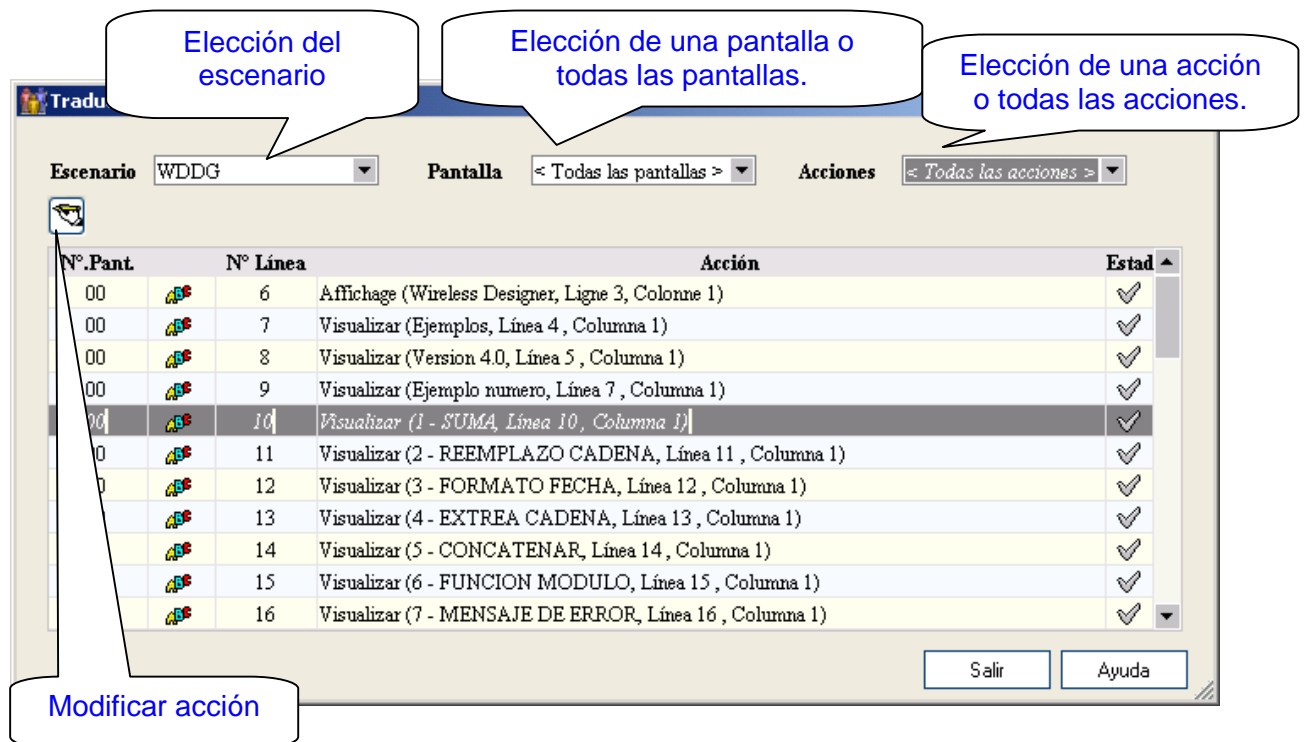 Elección del
escenario
Elección de una pantalla o
todas las pantallas.
Elección de una acción
o todas las acciones.
Tradu
Escenario WDDG Pantalla < Todas las pantallas > Acciones < Todas las acciones >
N°.Pant. N° Línea Acción Estad
00 6 Affichage (Wireless Designer, Ligne 3, Colonne 1)
00 7 Visualizar (Ejemplos, Línea 4 , Columna 1)
00 8 Visualizar (Version 4.0, Línea 5 , Columna 1)
00 9 Visualizar (Ejemplo numero, Línea 7 , Columna 1)
00 10 Visualizar (1 - SUMA, Línea 10 , Columna 1)
00 11 Visualizar (2 - REEMPLAZO CADENA, Línea 11 , Columna 1)
12 Visualizar (3 - FORMATO FECHA, Línea 12 , Columna 1)
13 Visualizar (4 - EXTREA CADENA, Línea 13 , Columna 1)
14 Visualizar (5 - CONCATENAR, Línea 14 , Columna 1)
15 Visualizar (6 - FUNCION MODULO, Línea 15 , Columna 1)
16 Visualizar (7 - MENSAJE DE ERROR, Línea 16 , Columna 1)
Salir Ayuda
Modificar acción